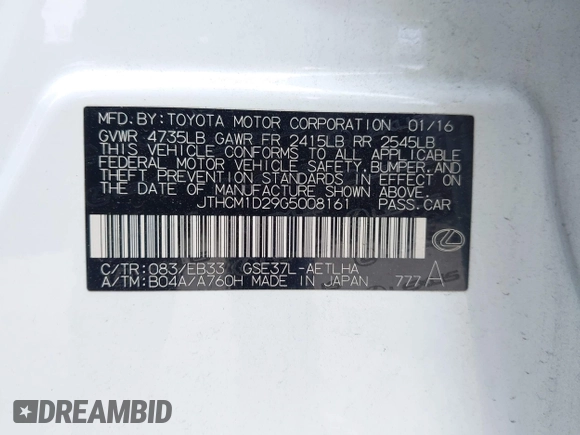 MFD.BY:TOYOTA MOTOR CORPORATION 01/16
GVWR 4735LB GAWR FR 2415LB RR 2545LB
THIS VEHICLE CONFORMS TO ALL APPLICABLE
FEDERAL MOTOR VEHICLE SAFETY,BUMPER,AND
THEFT PREVENTION STANDARDS IN EFFECT ON
THE DATE OF MANUFACTURE SHOWN ABOVE.
JTHCM1D29G5008161 PASS.CAR
C/TR:083/EB33 GSE37L-AETLHA
A/TM:B04A/A760H MADE IN JAPAN 777 A
DREAMBID